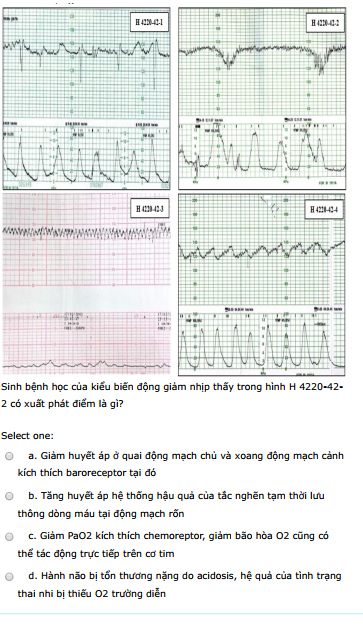 H 4220-42-1
H 4220-42-2
H 4220-42-3
H 4220-42-4
Sinh bệnh học của kiểu biến động giảm nhịp thấy trong hình H 4220-42-
2 có xuất phát điểm là gì?
Select one:
a. Giảm huyết áp ở quai động mạch chủ và xoang động mạch cảnh
kích thích baroreceptor tại đó
b. Tăng huyết áp hệ thống hậu quả của tắc nghẽn tạm thời lưu
thông dòng máu tại động mạch rốn
c. Giảm PaO2 kích thích chemoreptor, giảm bão hòa O2 cũng có
thể tác động trực tiếp trên cơ tim
d. Hành não bị tổn thương nặng do acidosis, hệ quả của tình trạng
thai nhi bị thiếu O2 trường diễn